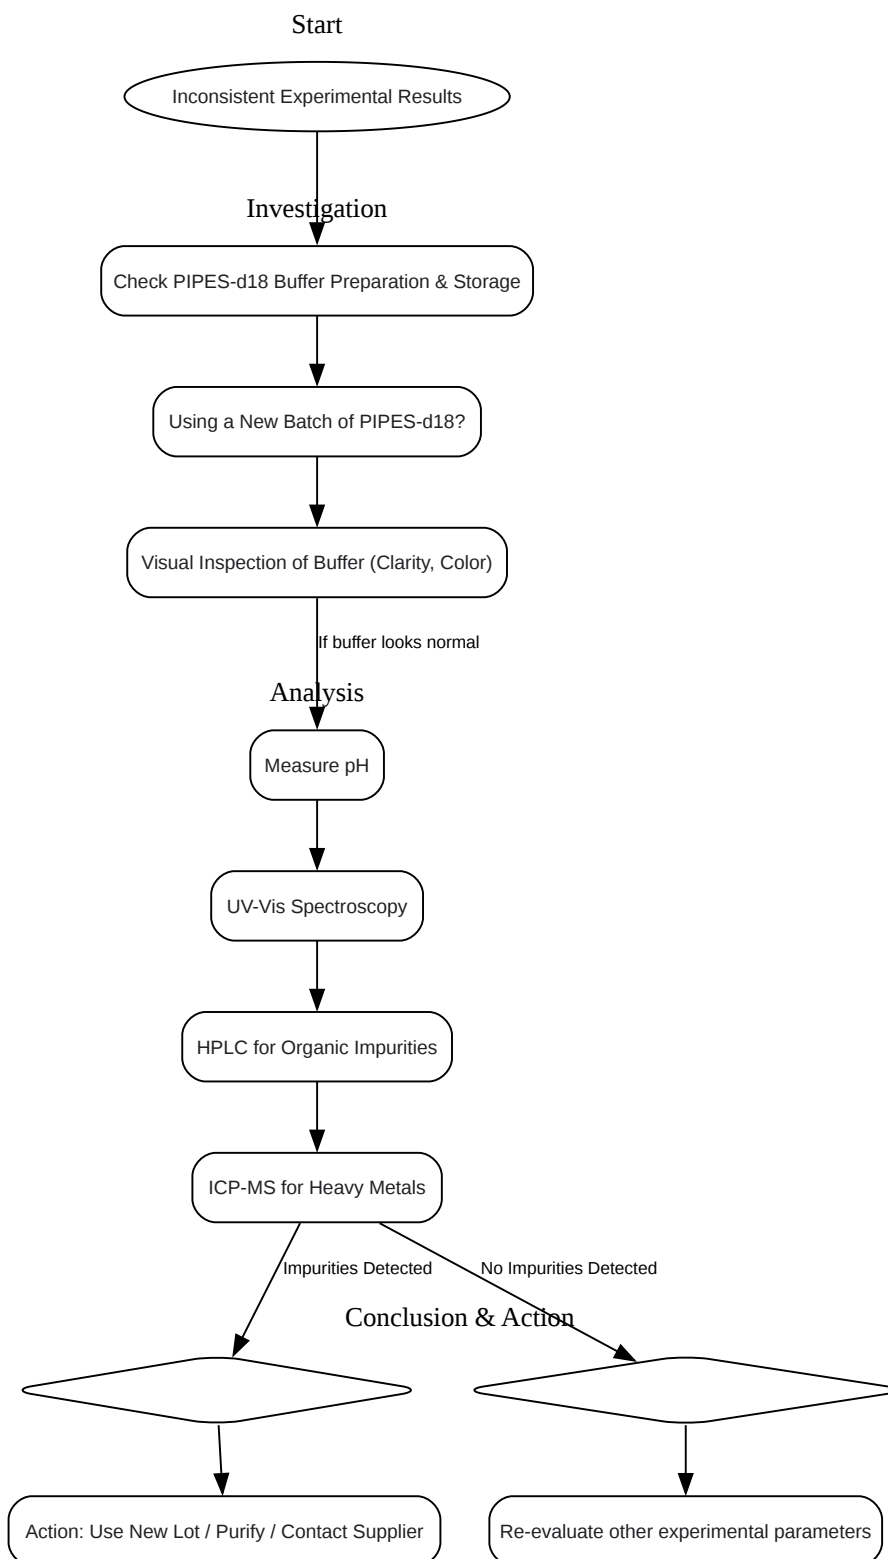 Start
Inconsistent Experimental Results
Investigation
Check PIPES-d18 Buffer Preparation & Storage
Using a New Batch of PIPES-d18?
Visual Inspection of Buffer (Clarity, Color)
If buffer looks normal
Analysis
Measure pH
UV-Vis Spectroscopy
HPLC for Organic Impurities
ICP-MS for Heavy Metals
Impurities Detected
No Impurities Detected
Conclusion & Action
Action: Use New Lot / Purify / Contact Supplier
Re-evaluate other experimental parameters